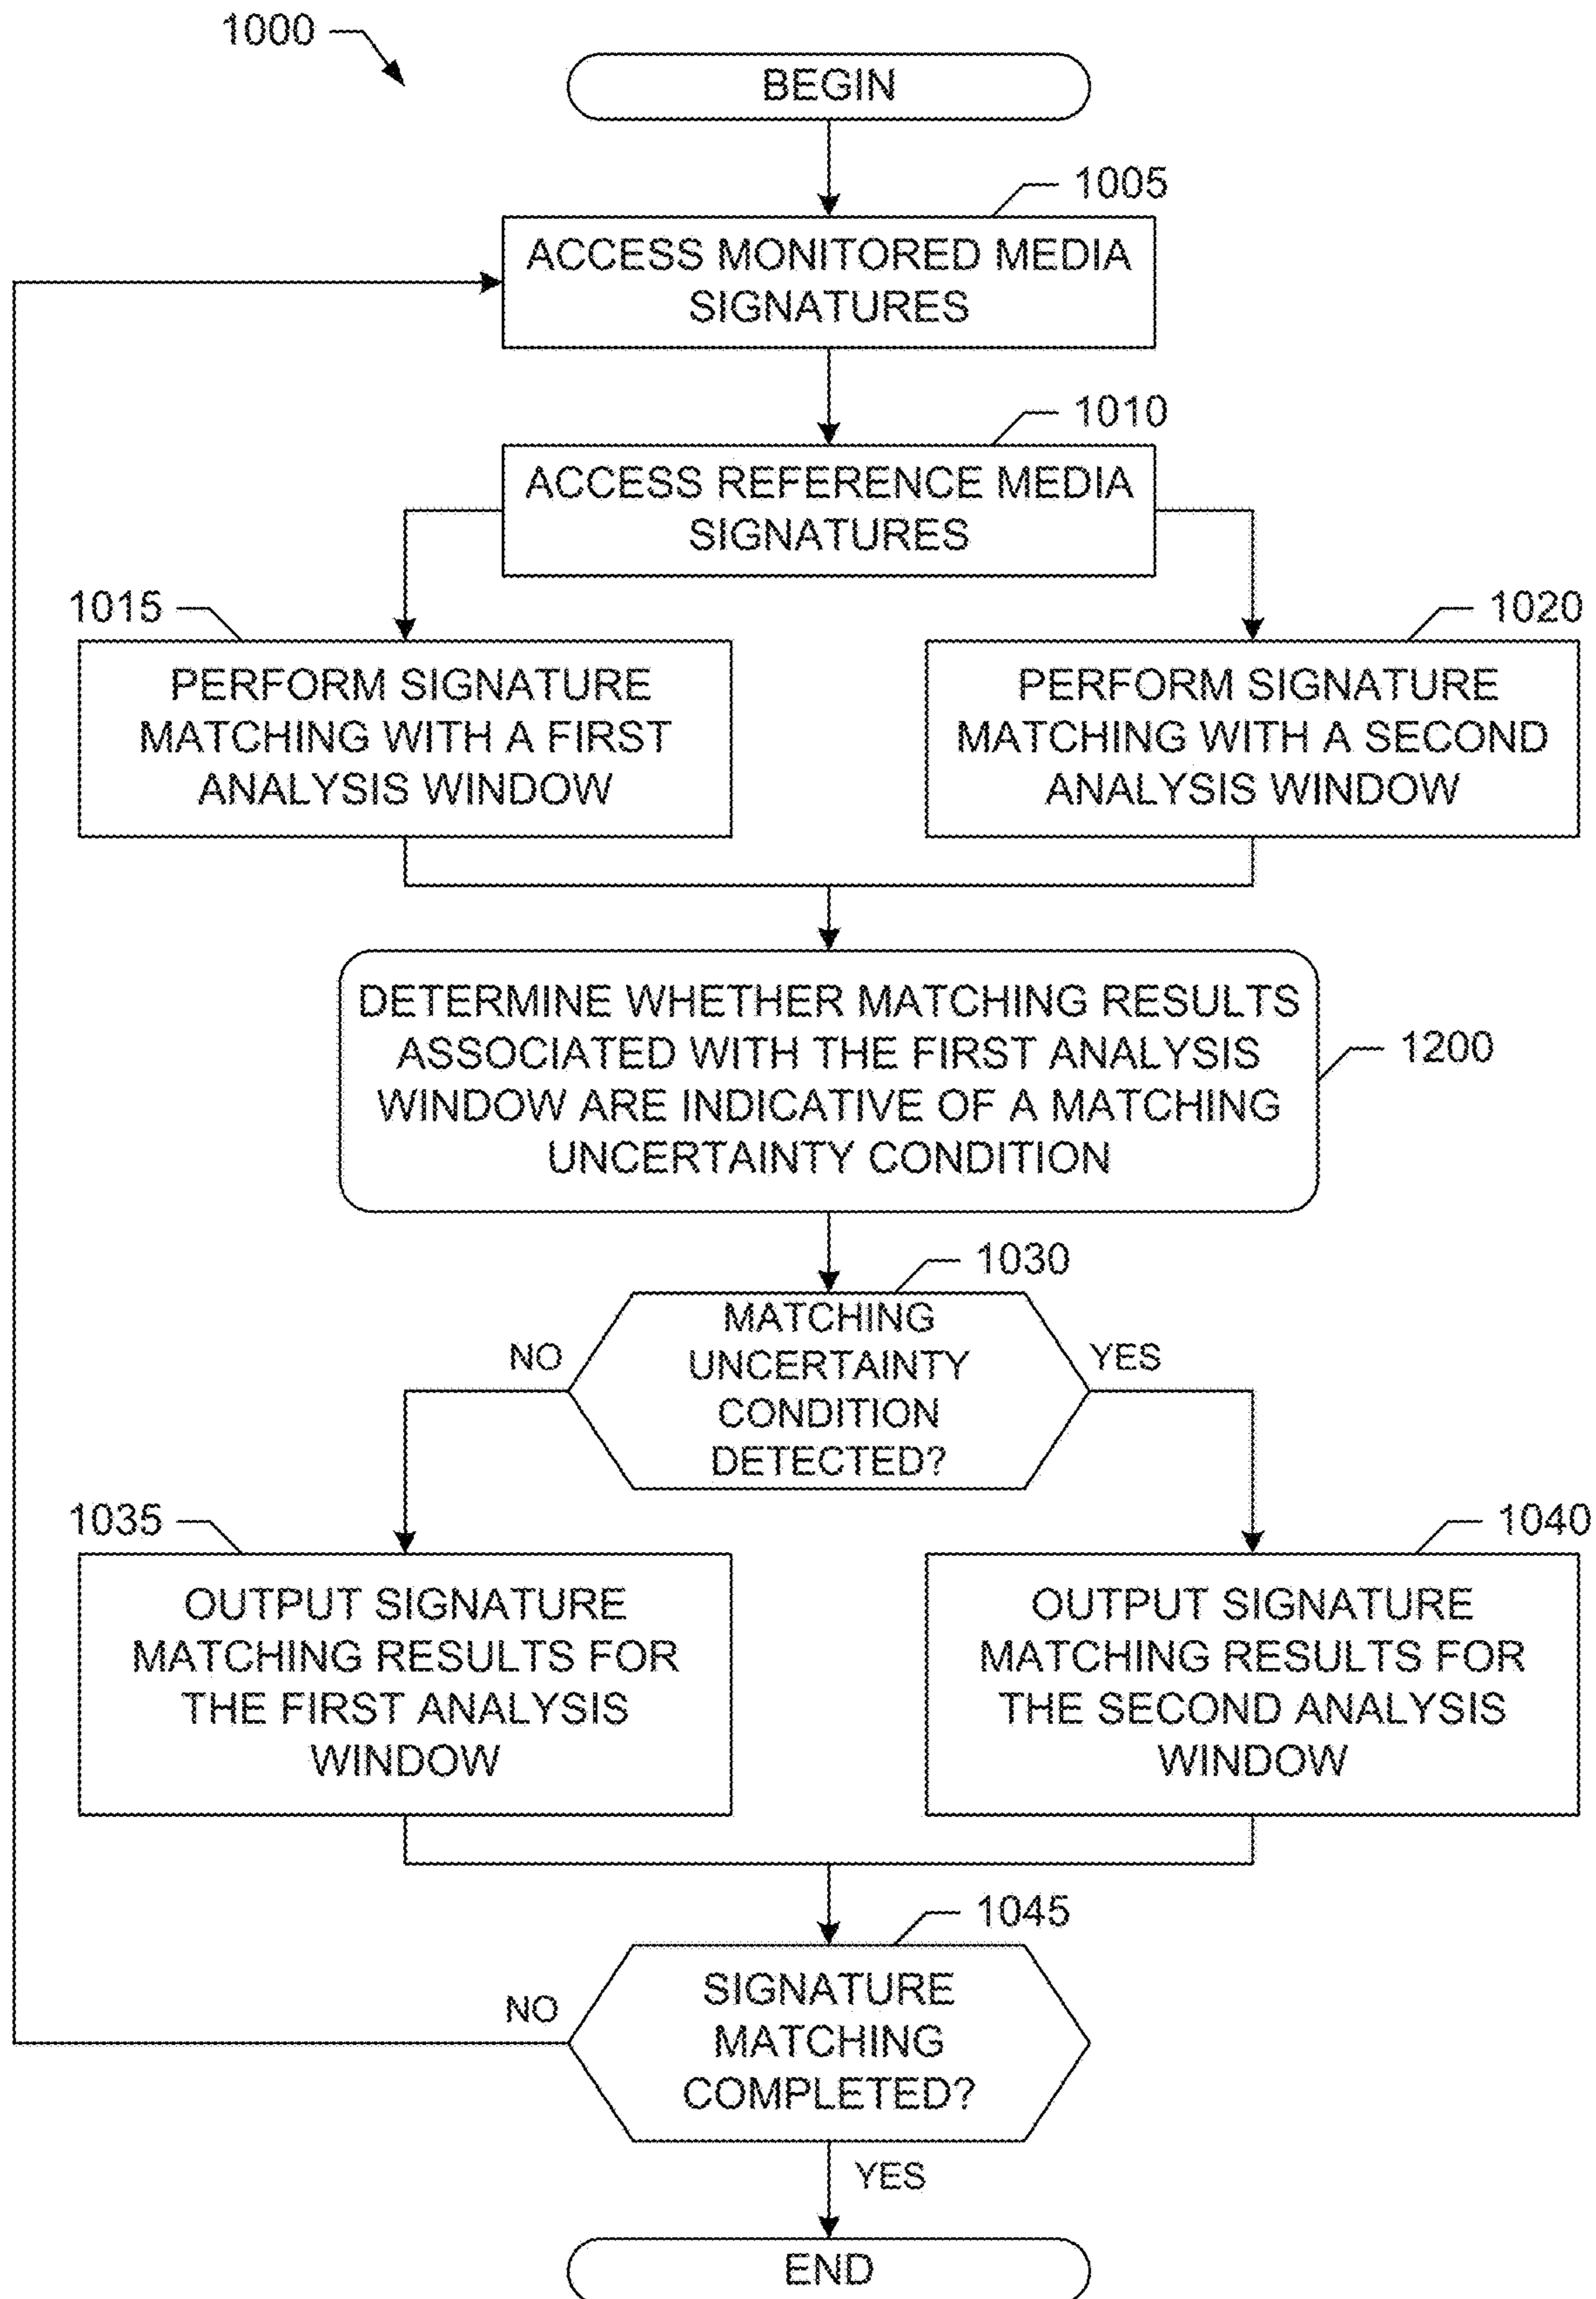 1000
BEGIN
1005
ACCESS MONITORED MEDIA
SIGNATURES
1010
ACCESS REFERENCE MEDIA
SIGNATURES
1015
PERFORM SIGNATURE
MATCHING WITH A FIRST
ANALYSIS WINDOW
1020
PERFORM SIGNATURE
MATCHING WITH A SECOND
ANALYSIS WINDOW
DETERMINE WHETHER MATCHING RESULTS
ASSOCIATED WITH THE FIRST ANALYSIS
WINDOW ARE INDICATIVE OF A MATCHING
UNCERTAINTY CONDITION
1200
1030
MATCHING
UNCERTAINTY
CONDITION
DETECTED?
NO
YES
1035
OUTPUT SIGNATURE
MATCHING RESULTS FOR
THE FIRST ANALYSIS
WINDOW
1040
OUTPUT SIGNATURE
MATCHING RESULTS FOR
THE SECOND ANALYSIS
WINDOW
1045
SIGNATURE
MATCHING
COMPLETED?
NO
YES
END